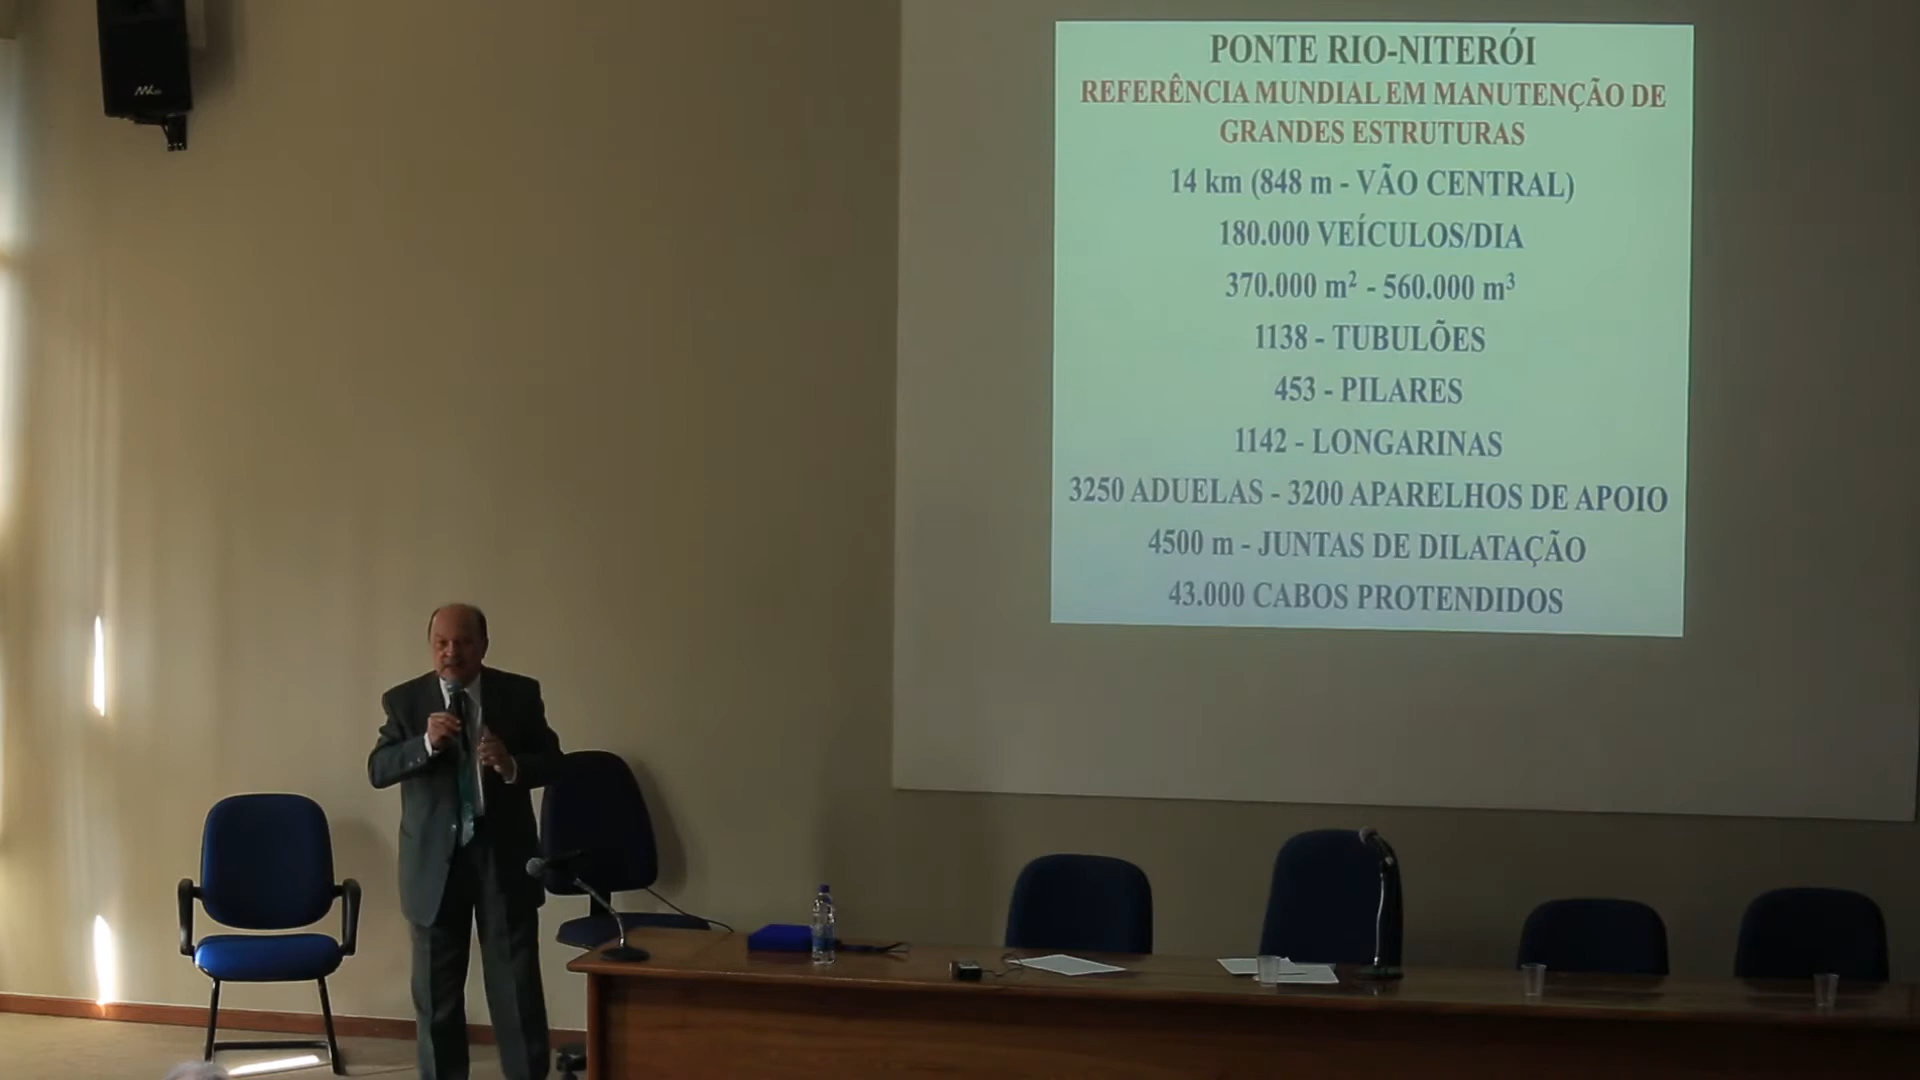 PONTE RIO-NITERÓI
REFERÊNCIA MUNDIAL EM MANUTENÇÃO DE
GRANDES ESTRUTURAS
14 km (848 m - VÃO CENTRAL)
180.000 VEÍCULOS/DIA
370.000 m² - 560.000 m³
1138 - TUBULÕES
453 - PILARES
1142 - LONGARINAS
3250 ADUELAS - 3200 APARELHOS DE APOIO
4500 m - JUNTAS DE DILATAÇÃO
43.000 CABOS PROTENDIDOS